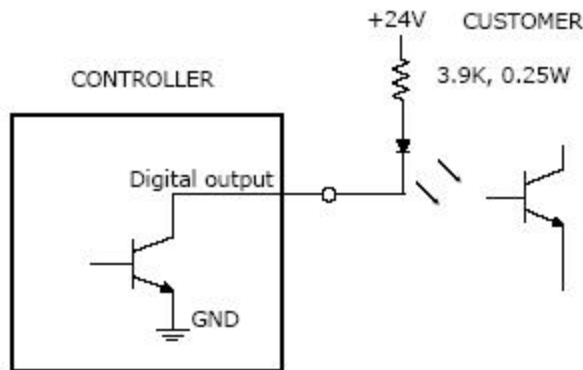 +24V CUSTOMER
3.9K, 0.25W
CONTROLLER
Digital output
GND